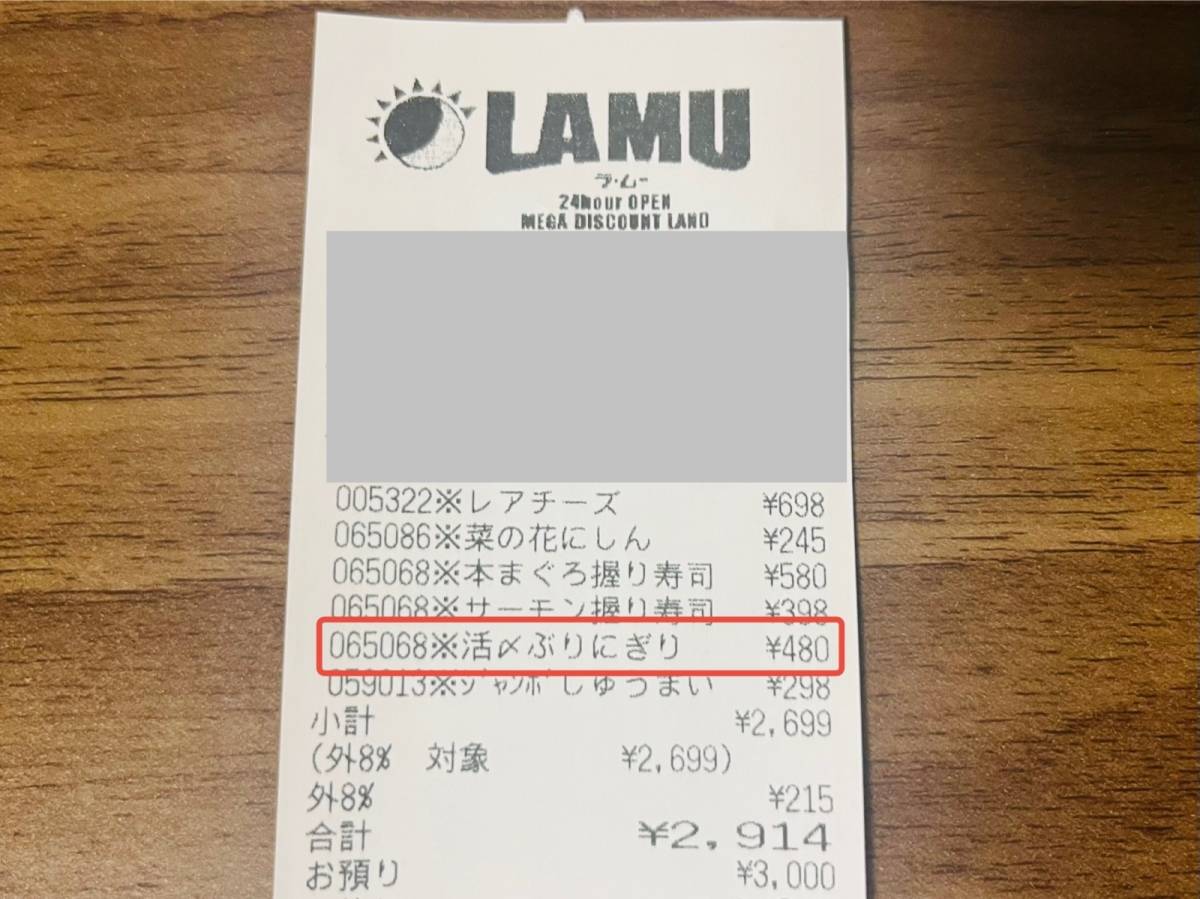 LAMU
ラ・ムー
24hour OPEN
MEGA DISCOUNT LAND
005322※レアチーズ ¥698
065086※菜の花にしん ¥245
065068※本まぐろ握り寿司 ¥580
065068※サーモン握り寿司 ¥398
065068※活〆ぶりにぎり ¥480
059013※ジャンボしゅうまい ¥298
小計 ¥2,699
(外8% 対象 ¥2,699)
外8% ¥215
合計 ¥2,914
お預り ¥3,000